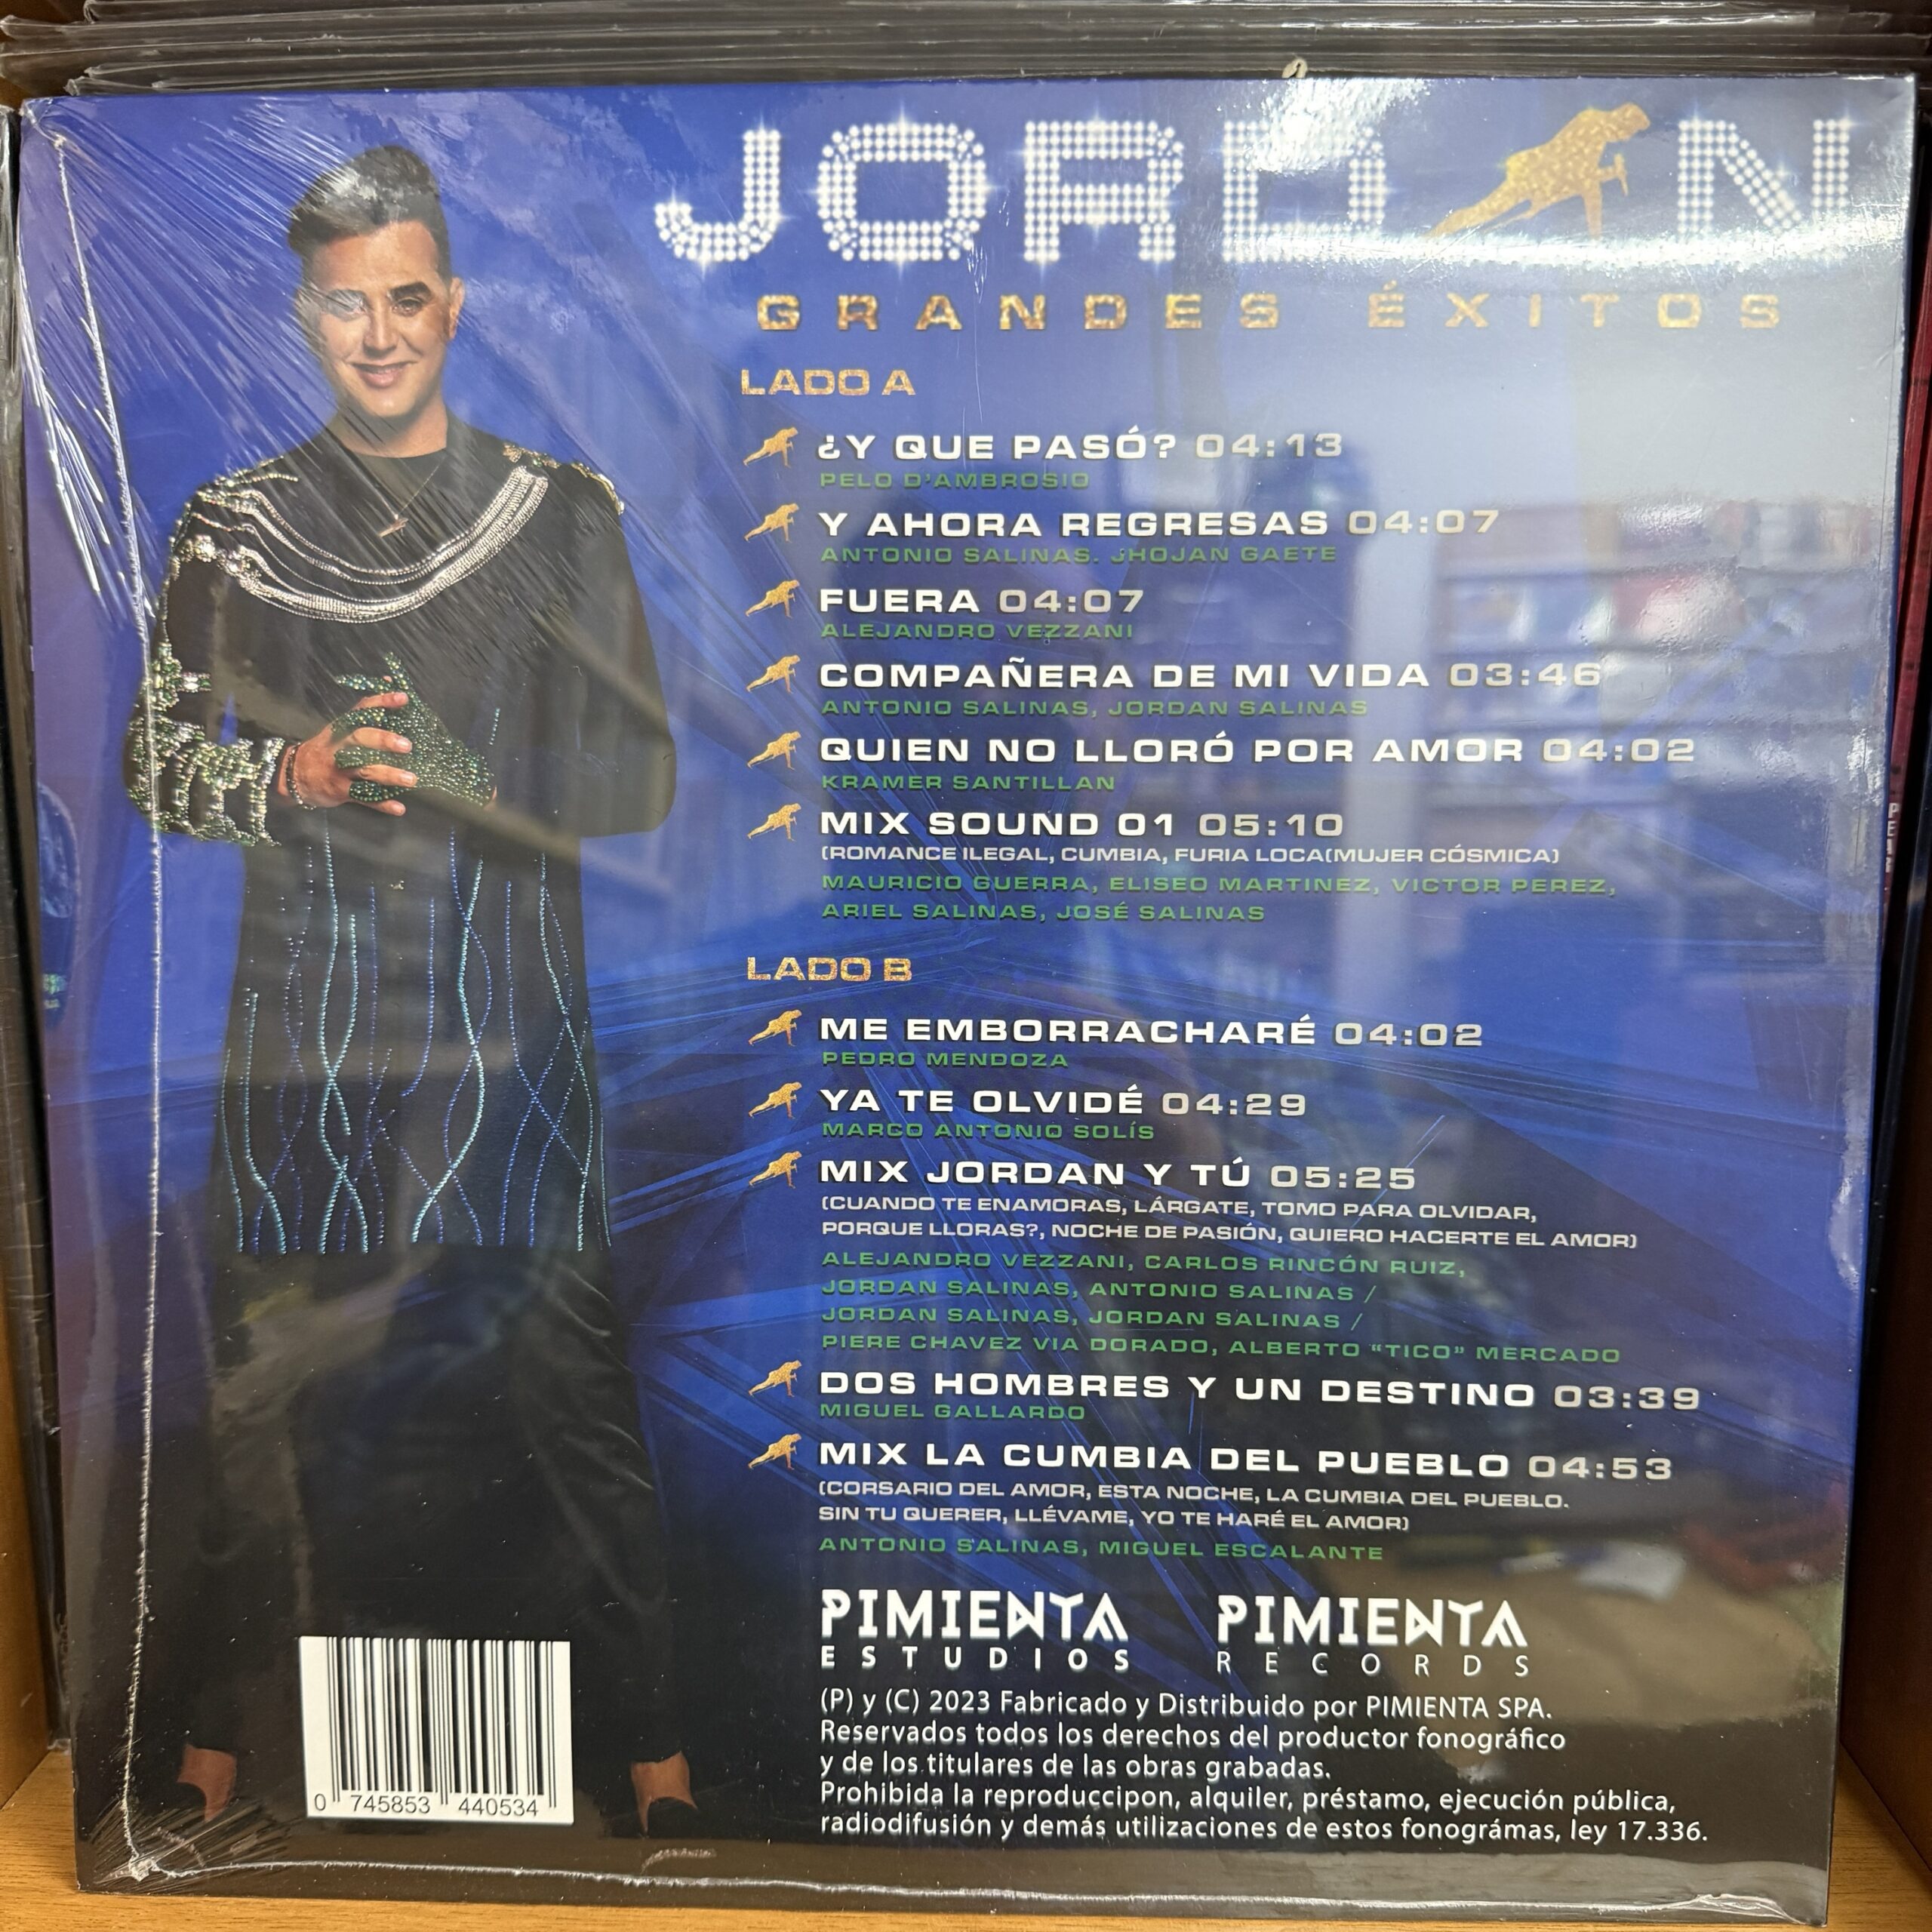 JORDAN
GRANDES ÉXITOS
LADO A
¿Y QUE PASÓ? 04:13
PELO D'AMBROSIO
Y AHORA REGRESAS 04:07
ANTONIO SALINAS. JHOJAN GAETE
FUERA 04:07
ALEJANDRO VEZZANI
COMPAÑERA DE MI VIDA 03:46
ANTONIO SALINAS, JORDAN SALINAS
QUIEN NO LLORÓ POR AMOR 04:02
KRAMER SANTILLAN
MIX SOUND 01 05:10
(ROMANCE ILEGAL, CUMBIA, FURIA LOCA(MUJER CÓSMICA)
MAURICIO GUERRA, ELISEO MARTINEZ, VICTOR PEREZ,
ARIEL SALINAS, JOSÉ SALINAS
LADO B
ME EMBORRACHARÉ 04:02
PEDRO MENDOZA
YA TE OLVIDÉ 04:29
MARCO ANTONIO SOLÍS
MIX JORDAN Y TÚ 05:25
(CUANDO TE ENAMORAS, LÁRGATE, TOMO PARA OLVIDAR,
PORQUE LLORAS?, NOCHE DE PASIÓN, QUIERO HACERTE EL AMOR)
ALEJANDRO VEZZANI, CARLOS RINCÓN RUIZ,
JORDAN SALINAS, ANTONIO SALINAS /
JORDAN SALINAS, JORDAN SALINAS /
PIERE CHAVEZ VIA DORADO, ALBERTO "TICO" MERCADO
DOS HOMBRES Y UN DESTINO 03:39
MIGUEL GALLARDO
MIX LA CUMBIA DEL PUEBLO 04:53
(CORSARIO DEL AMOR, ESTA NOCHE, LA CUMBIA DEL PUEBLO.
SIN TU QUERER, LLÉVAME, YO TE HARÉ EL AMOR)
ANTONIO SALINAS, MIGUEL ESCALANTE
PIMIENTA ESTUDIOS
PIMIENTA RECORDS
(P) y (C) 2023 Fabricado y Distribuido por PIMIENTA SPA.
Reservados todos los derechos del productor fonográfico
y de los titulares de las obras grabadas.
Prohibida la reproduccipon, alquiler, préstamo, ejecución pública,
radiodifusión y demás utilizaciones de estos fonográmas, ley 17.336.
0 745853 440534